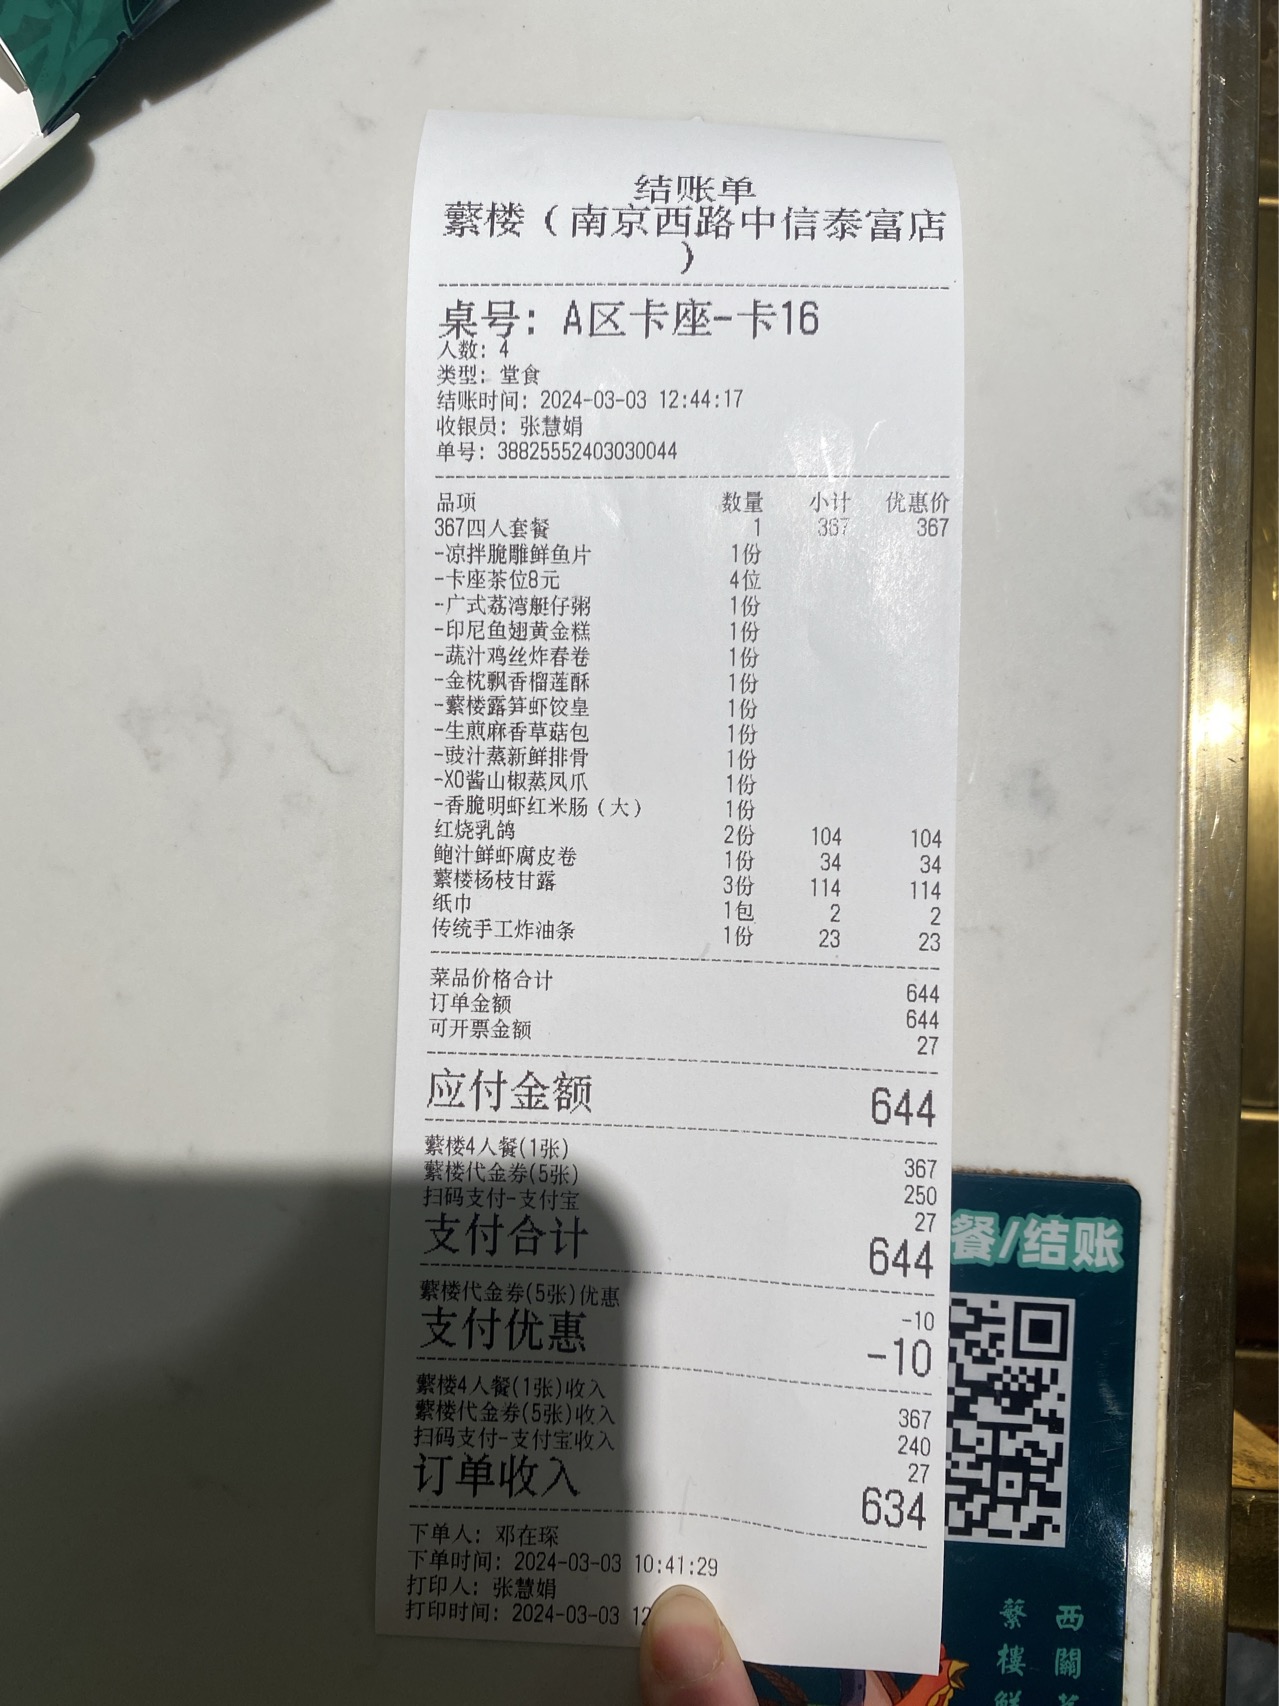 结账单
蘩楼（南京西路中信泰富店
）
桌号：A区卡座-卡16
人数：4
类型：堂食
结账时间：2024-03-03 12:44:17
收银员：张慧娟
单号：38825552403030044
品项 数量 小计 优惠价
367四人套餐 1 367 367
-凉拌脆雕鲜鱼片 1份
-卡座茶位8元 4位
-广式荔湾艇仔粥 1份
-印尼鱼翅黄金糕 1份
-蔬汁鸡丝炸春卷 1份
-金枕飘香榴莲酥 1份
-蘩楼露笋虾饺皇 1份
-生煎麻香草菇包 1份
-豉汁蒸新鲜排骨 1份
-XO酱山椒蒸凤爪 1份
-香脆明虾红米肠（大） 1份
红烧乳鸽 2份 104 104
鲍汁鲜虾腐皮卷 1份 34 34
蘩楼杨枝甘露 3份 114 114
纸巾 1包 2 2
传统手工炸油条 1份 23 23
菜品价格合计 644
订单金额 644
可开票金额 27
应付金额 644
蘩楼4人餐(1张) 367
蘩楼代金券(5张) 250
扫码支付-支付宝 27
支付合计 644
蘩楼代金券(5张)优惠 -10
支付优惠 -10
蘩楼4人餐(1张)收入 367
蘩楼代金券(5张)收入 240
扫码支付-支付宝收入 27
订单收入 634
下单人：邓在琛
下单时间：2024-03-03 10:41:29
打印人：张慧娟
打印时间：2024-03-03 12
餐/结账
西關
蘩樓